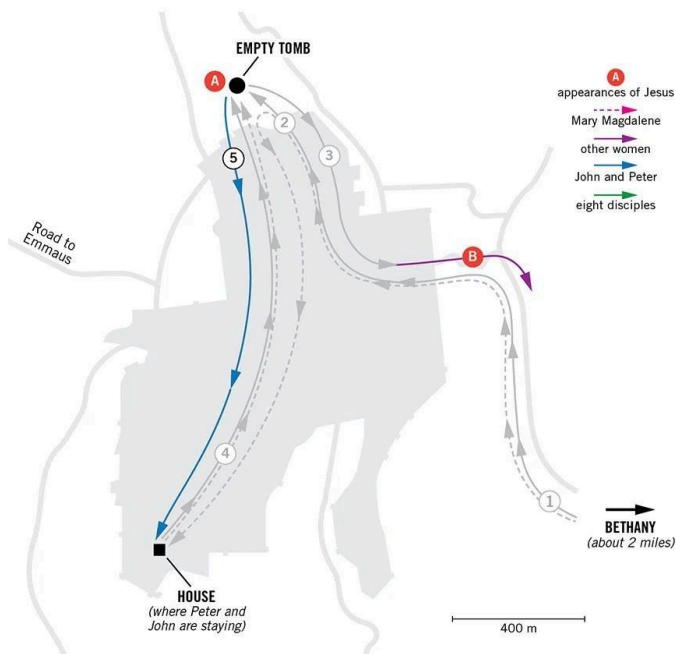 EMPTY TOMB
A
A
appearances of Jesus
Mary Magdalene
other women
John and Peter
eight disciples
2
3
5
Road to
Emmaus
B
4
1
BETHANY
(about 2 miles)
HOUSE
(where Peter and
John are staying)
400 m